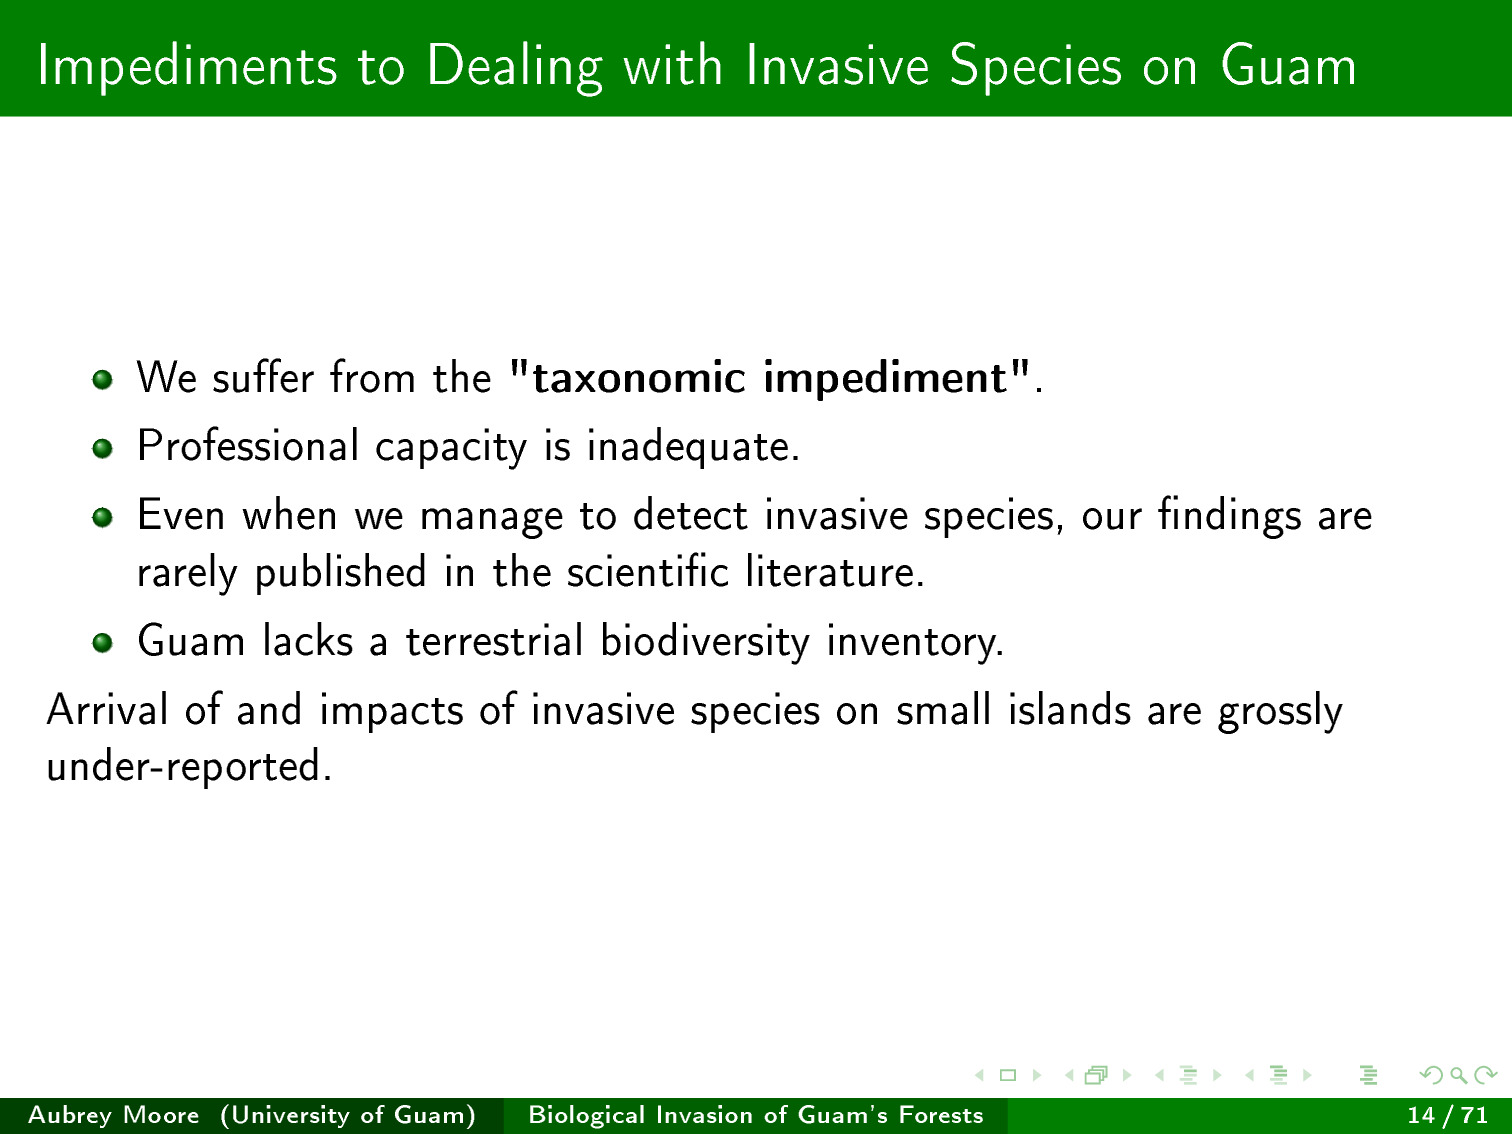 Impediments to Dealing with Invasive Species on Guam
We suffer from the "taxonomic impediment".
Professional capacity is inadequate.
Even when we manage to detect invasive species, our findings are
rarely published in the scientific literature.
Guam lacks a terrestrial biodiversity inventory.
Arrival of and impacts of invasive species on small islands are grossly
under-reported.
Aubrey Moore (University of Guam) Biological Invasion of Guam's Forests 14 / 71